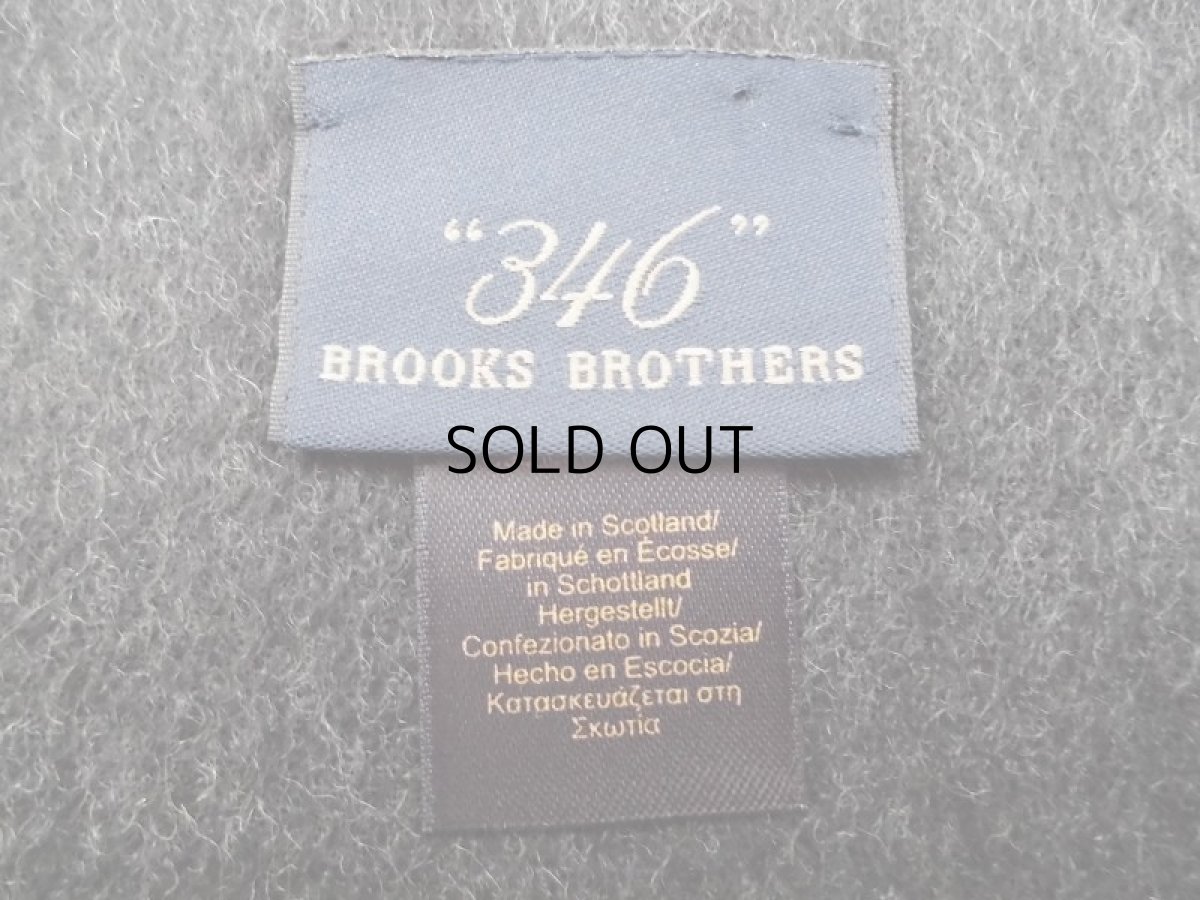 “346”
BROOKS BROTHERS
SOLD OUT
Made in Scotland/
Fabriqué en Écosse/
in Schottland
Hergestellt/
Confezionato in Scozia/
Hecho en Escocia/
Κατασκευάζεται στη
Σκωτία